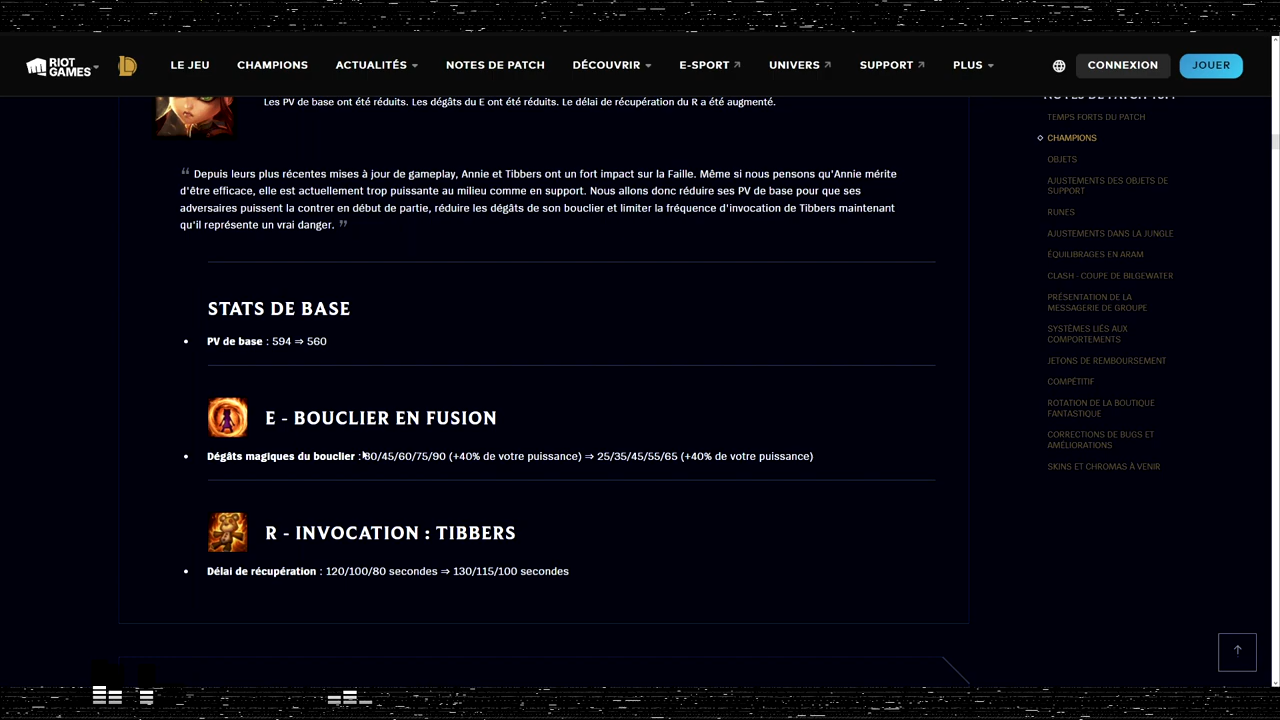 RIOT GAMES
LE JEU
CHAMPIONS
ACTUALITÉS
NOTES DE PATCH
DÉCOUVRIR
E-SPORT
UNIVERS
SUPPORT
PLUS
CONNEXION
JOUER
Les PV de base ont été réduits. Les dégâts du E ont été réduits. Le délai de récupération du R a été augmenté.
“ Depuis leurs plus récentes mises à jour de gameplay, Annie et Tibbers ont un fort impact sur la Faille. Même si nous pensons qu'Annie mérite
d'être efficace, elle est actuellement trop puissante au milieu comme en support. Nous allons donc réduire ses PV de base pour que ses
adversaires puissent la contrer en début de partie, réduire les dégâts de son bouclier et limiter la fréquence d'invocation de Tibbers maintenant
qu'il représente un vrai danger. ”
STATS DE BASE
• PV de base : 594 ⇒ 560
E - BOUCLIER EN FUSION
• Dégâts magiques du bouclier : 30/45/60/75/90 (+40% de votre puissance) ⇒ 25/35/45/55/65 (+40% de votre puissance)
R - INVOCATION : TIBBERS
• Délai de récupération : 120/100/80 secondes ⇒ 130/115/100 secondes
TEMPS FORTS DU PATCH
CHAMPIONS
OBJETS
AJUSTEMENTS DES OBJETS DE
SUPPORT
RUNES
AJUSTEMENTS DANS LA JUNGLE
ÉQUILIBRAGES EN ARAM
CLASH - COUPE DE BILGEWATER
PRÉSENTATION DE LA
MESSAGERIE DE GROUPE
SYSTÈMES LIÉS AUX
COMPORTEMENTS
JETONS DE REMBOURSEMENT
COMPÉTITIF
ROTATION DE LA BOUTIQUE
FANTASTIQUE
CORRECTIONS DE BUGS ET
AMÉLIORATIONS
SKINS ET CHROMAS À VENIR